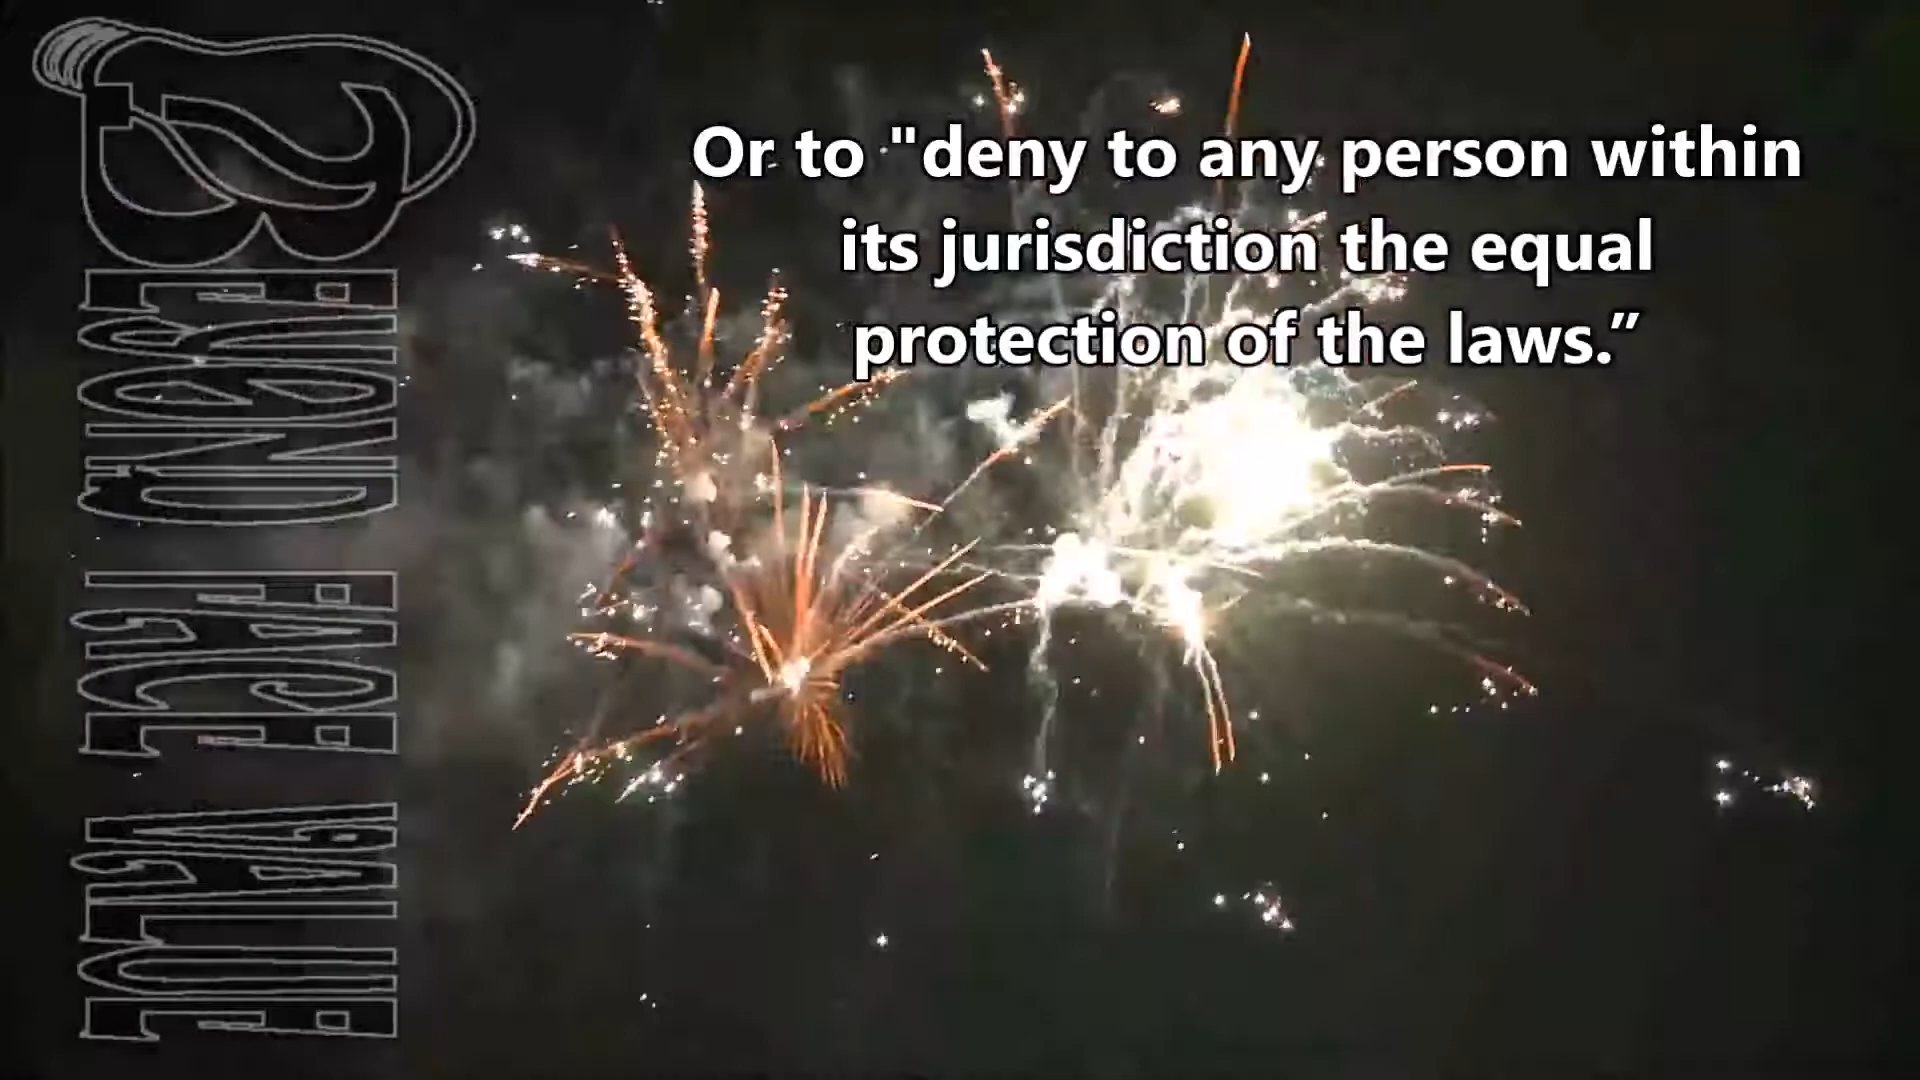 BEYOND FACE VALUE
Or to "deny to any person within
its jurisdiction the equal
protection of the laws.”